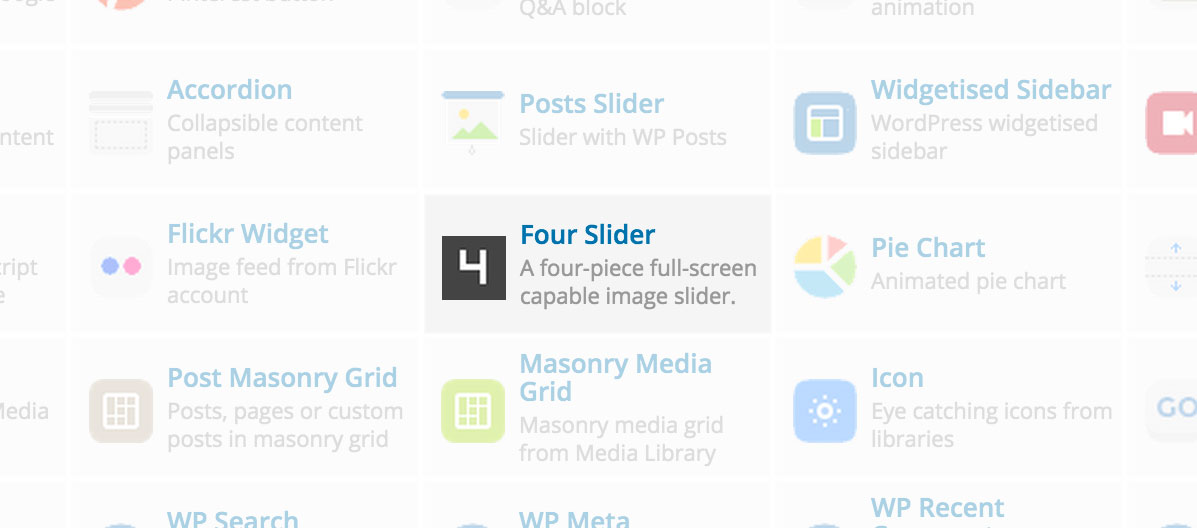 Q&A block
animation
Accordion
Collapsible content
panels
Posts Slider
Slider with WP Posts
Widgetised Sidebar
WordPress widgetised
sidebar
Flickr Widget
Image feed from Flickr
account
4
Four Slider
A four-piece full-screen
capable image slider.
Pie Chart
Animated pie chart
Post Masonry Grid
Posts, pages or custom
posts in masonry grid
Masonry Media
Grid
Masonry media grid
from Media Library
Icon
Eye catching icons from
libraries
GO
WP Search
WP Meta
WP Recent